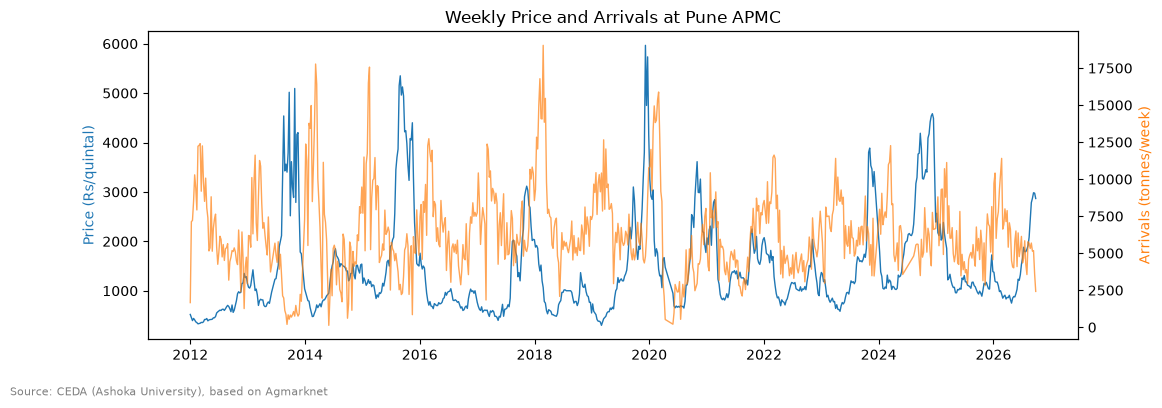 Weekly Price and Arrivals at Pune APMC
Price (Rs/quintal)
6000
5000
4000
3000
2000
1000
Arrivals (tonnes/week)
17500
15000
12500
10000
7500
5000
2500
0
2012 2014 2016 2018 2020 2022 2024 2026
Source: CEDA (Ashoka University), based on Agmarknet